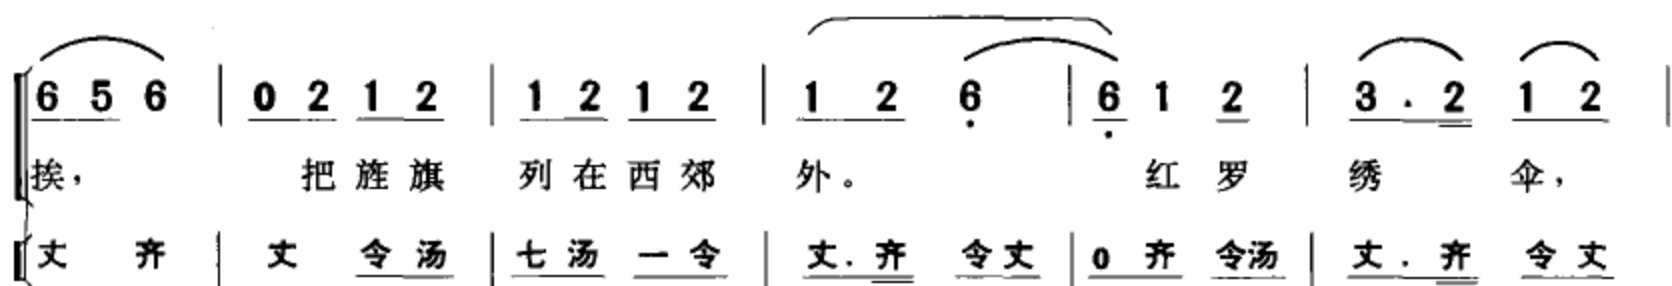 6 5 6 | 0 2 1 2 | 1 2 1 2 | 1 2 6 | 6 1 2 | 3 . 2 1 2 |
挨， 把旌旗 列在西郊 外。 红罗 绣 伞，
丈 齐 | 丈 令汤 | 七汤 一令 | 丈．齐 令丈 | 0 齐 令汤 | 丈．齐 令丈